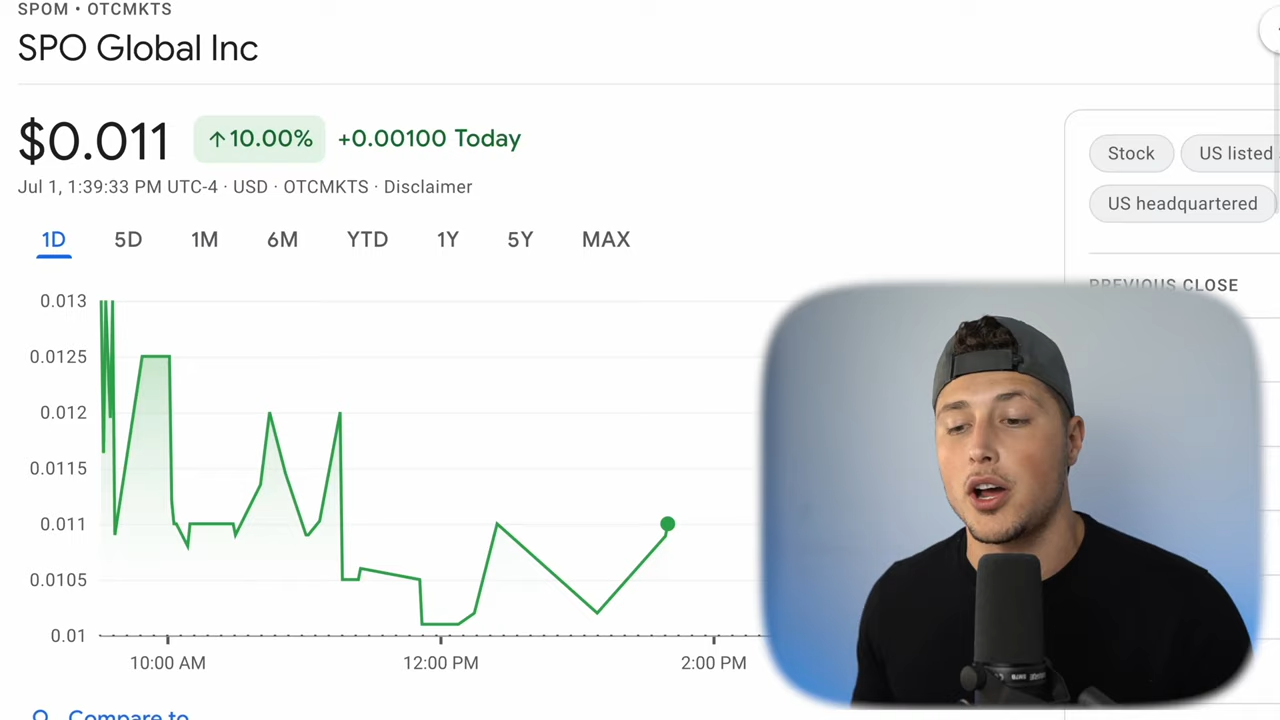 SPOM • OTCMKTS
SPO Global Inc
$0.011 ↑10.00% +0.00100 Today
Jul 1, 1:39:33 PM UTC-4 · USD · OTCMKTS · Disclaimer
1D 5D 1M 6M YTD 1Y 5Y MAX
0.013
0.0125
0.012
0.0115
0.011
0.0105
0.01
10:00 AM 12:00 PM 2:00 PM
Compare to
Stock US listed
US headquartered
PREVIOUS CLOSE